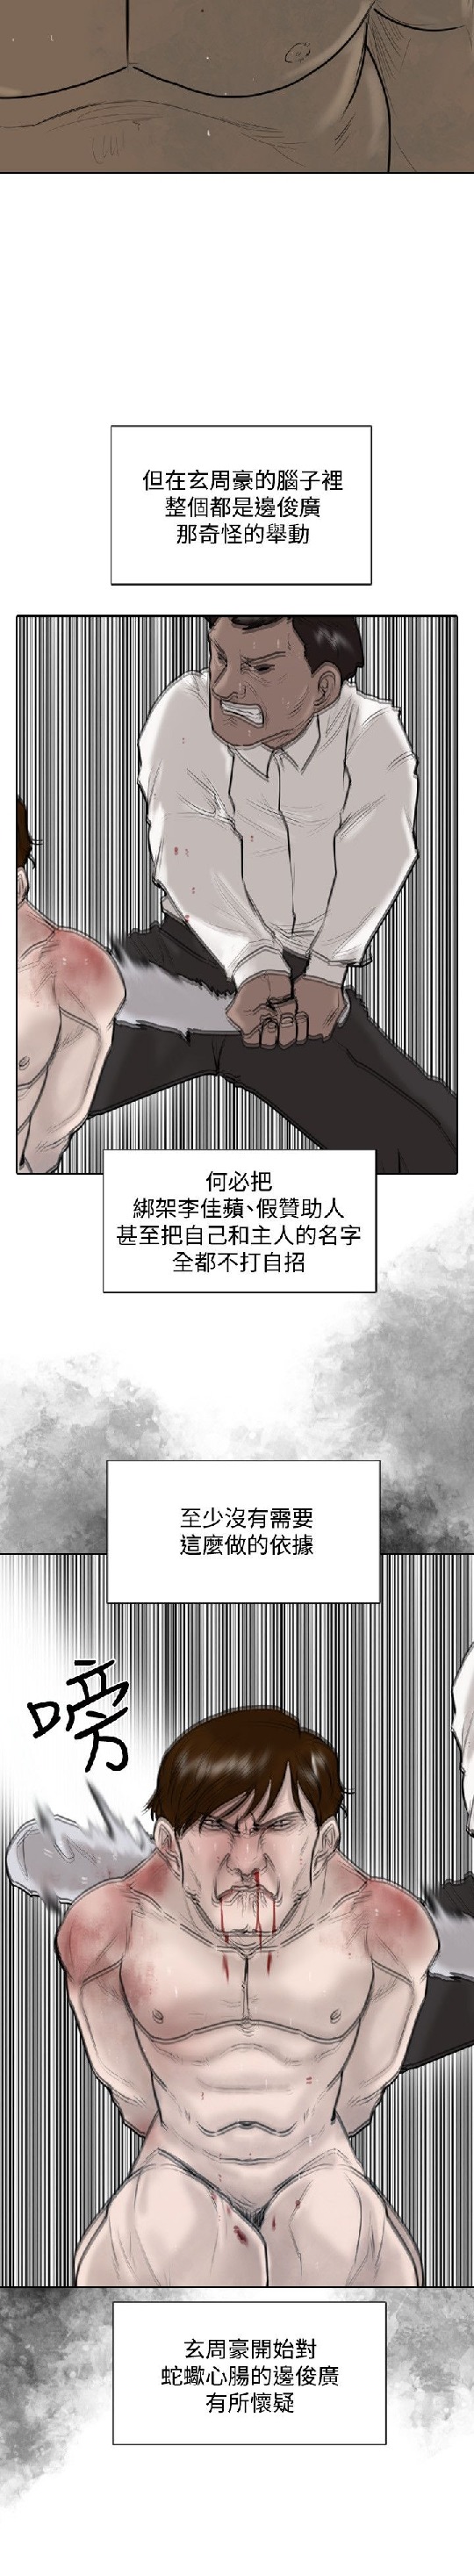 但在玄周豪的腦子裡
整個都是邊俊廣
那奇怪的舉動
何必把
綁架李佳蘋、假贊助人
甚至把自己和主人的名字
全都不打自招
至少沒有需要
這麼做的依據
嗙
玄周豪開始對
蛇蠍心腸的邊俊廣
有所懷疑